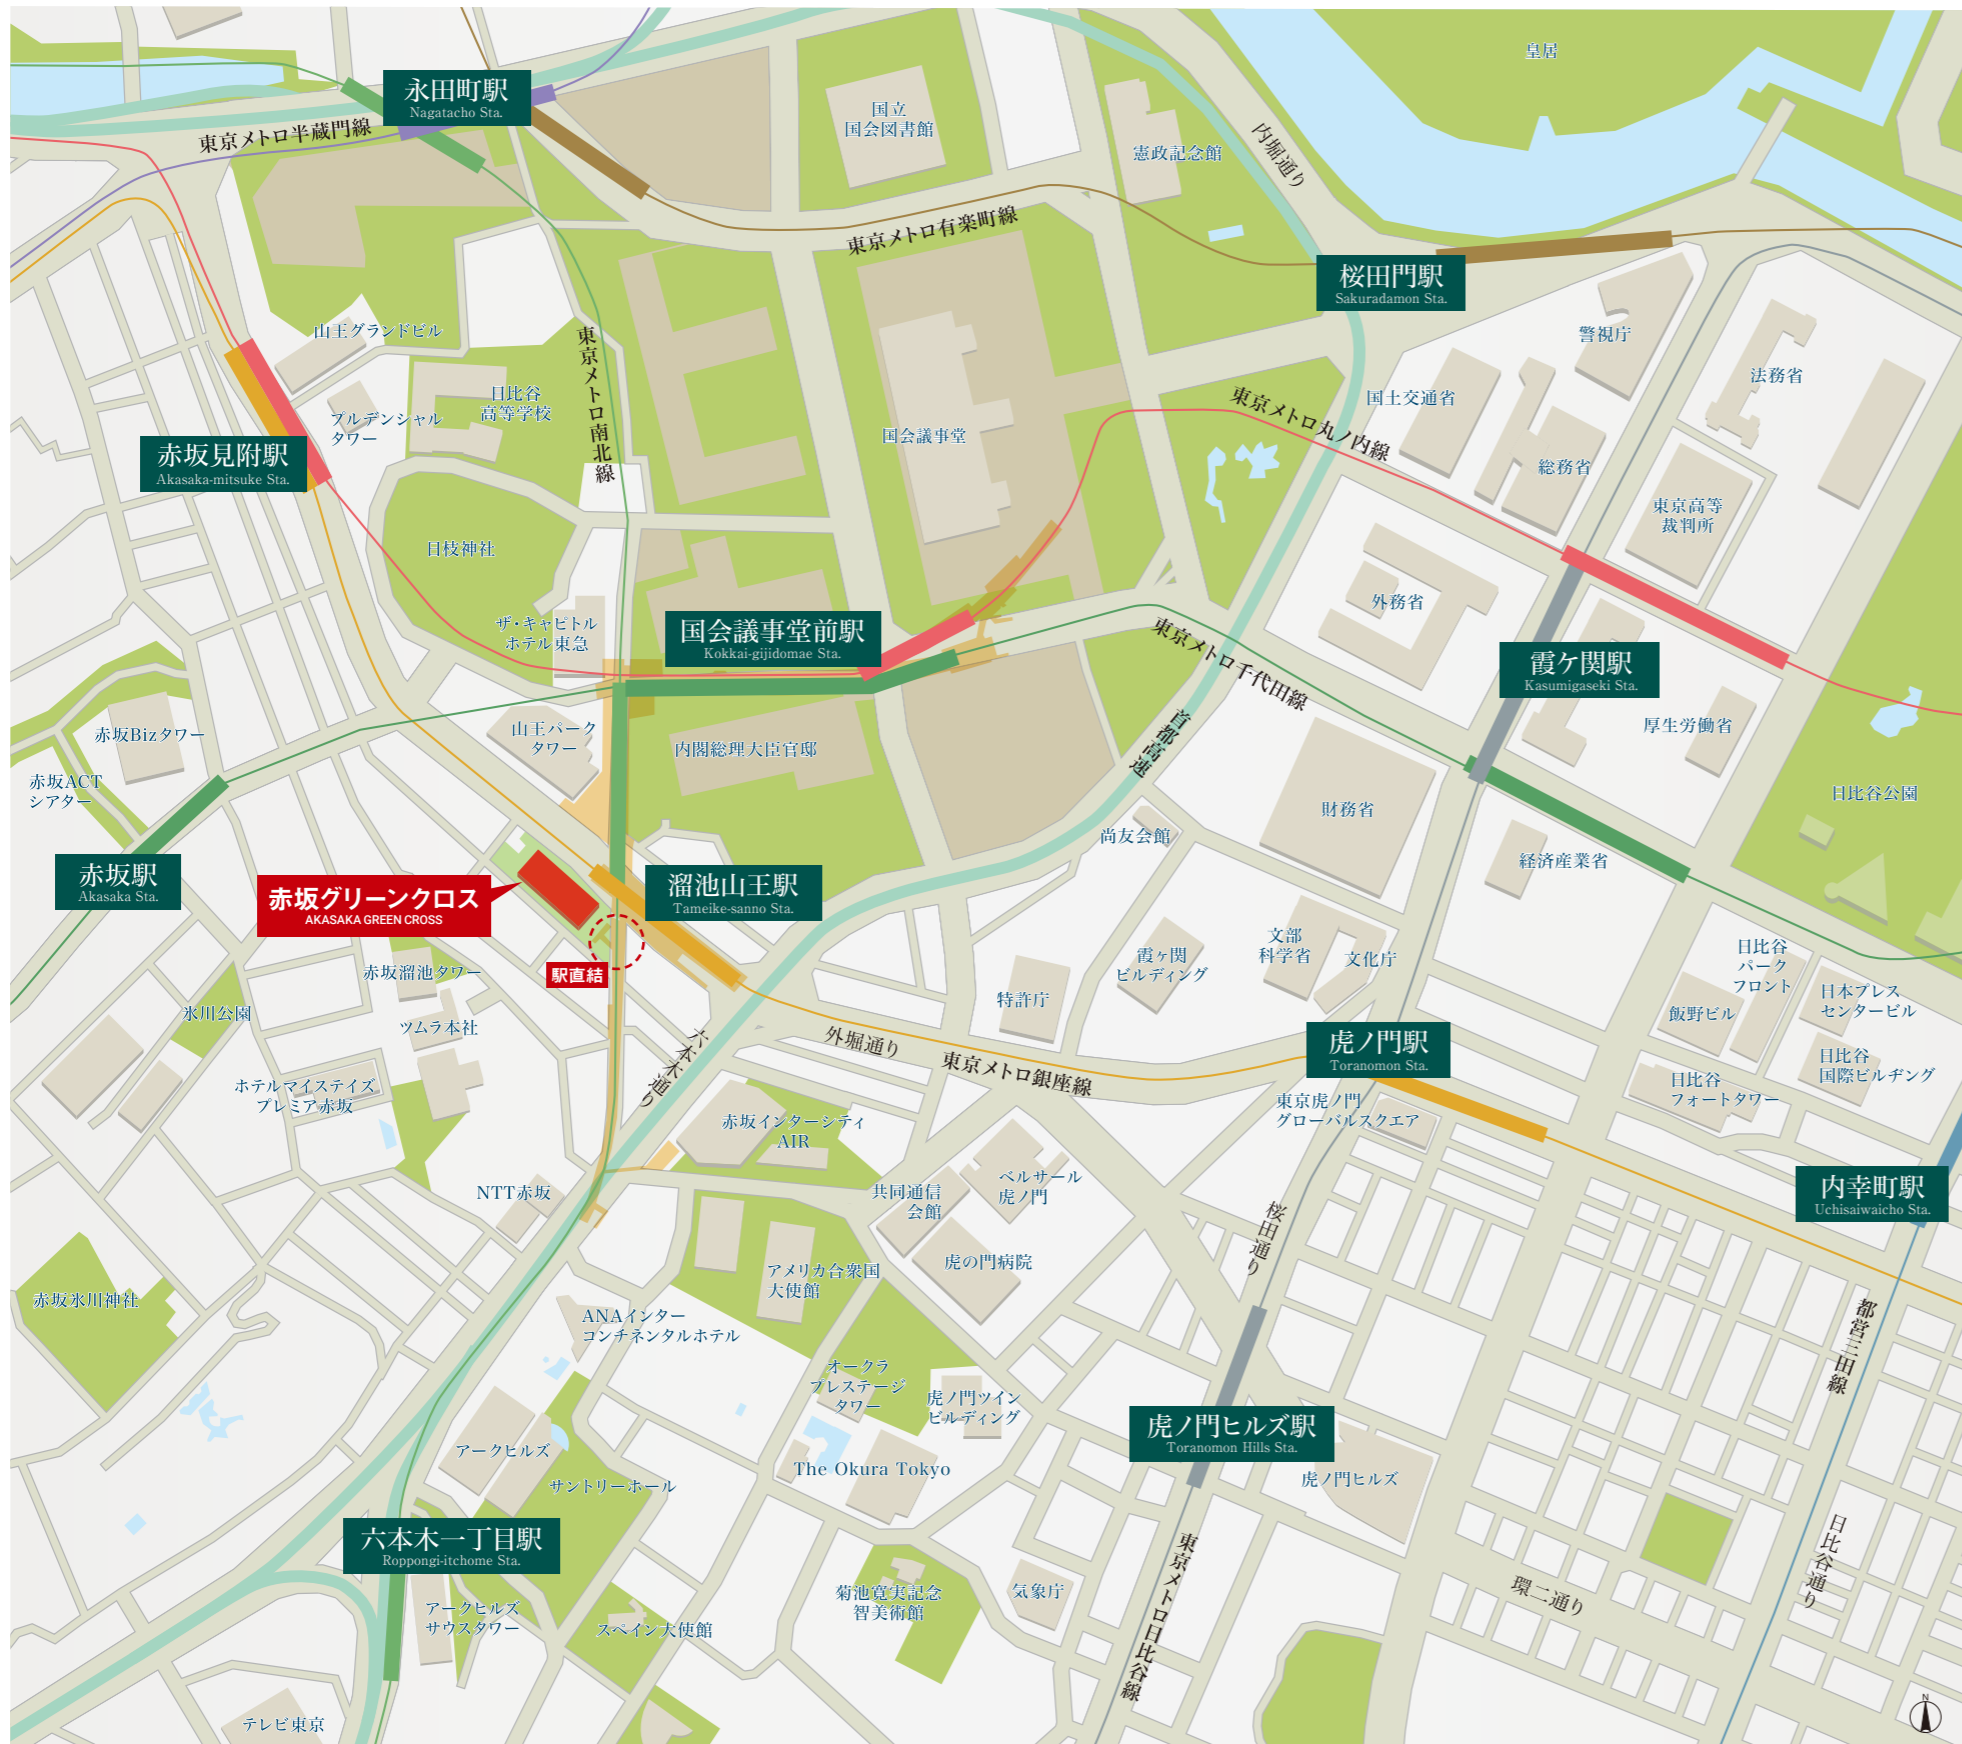 皇居
永田町駅
Nagatacho Sta.
東京メトロ半蔵門線
国立
国会図書館
憲政記念館
内堀通り
東京メトロ有楽町線
桜田門駅
Sakuradamon Sta.
山王グランドビル
東京メトロ南北線
警視庁
法務省
日比谷
高等学校
プルデンシャル
タワー
国会議事堂
東京メトロ丸ノ内線
国土交通省
総務省
赤坂見附駅
Akasaka-mitsuke Sta.
東京高等
裁判所
日枝神社
ザ・キャピトル
ホテル東急
国会議事堂前駅
Kokkai-gijidomae Sta.
外務省
東京メトロ千代田線
霞ケ関駅
Kasumigaseki Sta.
赤坂Bizタワー
山王パーク
タワー
内閣総理大臣官邸
首都高速
厚生労働省
赤坂ACT
シアター
財務省
日比谷公園
尚友会館
経済産業省
赤坂駅
Akasaka Sta.
赤坂グリーンクロス
AKASAKA GREEN CROSS
溜池山王駅
Tameike-sanno Sta.
駅直結
赤坂溜池タワー
霞ヶ関
ビルディング
文部
科学省
文化庁
日比谷
パーク
フロント
氷川公園
ツムラ本社
特許庁
飯野ビル
日本プレス
センタービル
六本木通り
外堀通り
東京メトロ銀座線
虎ノ門駅
Toranomon Sta.
日比谷
国際ビルヂング
ホテルマイステイズ
プレミア赤坂
日比谷
フォートタワー
赤坂インターシティ
AIR
東京虎ノ門
グローバルスクエア
NTT赤坂
共同通信
会館
ベルサール
虎ノ門
内幸町駅
Uchisaiwaicho Sta.
桜田通り
虎の門病院
アメリカ合衆国
大使館
赤坂氷川神社
ANAインター
コンチネンタルホテル
都営三田線
オークラ
プレステージ
タワー
虎ノ門ツイン
ビルディング
虎ノ門ヒルズ駅
Toranomon Hills Sta.
アークヒルズ
The Okura Tokyo
虎ノ門ヒルズ
サントリーホール
六本木一丁目駅
Roppongi-itchome Sta.
東京メトロ日比谷線
日比谷通り
菊池寛実記念
智美術館
気象庁
環二通り
アークヒルズ
サウスタワー
スペイン大使館
テレビ東京
N